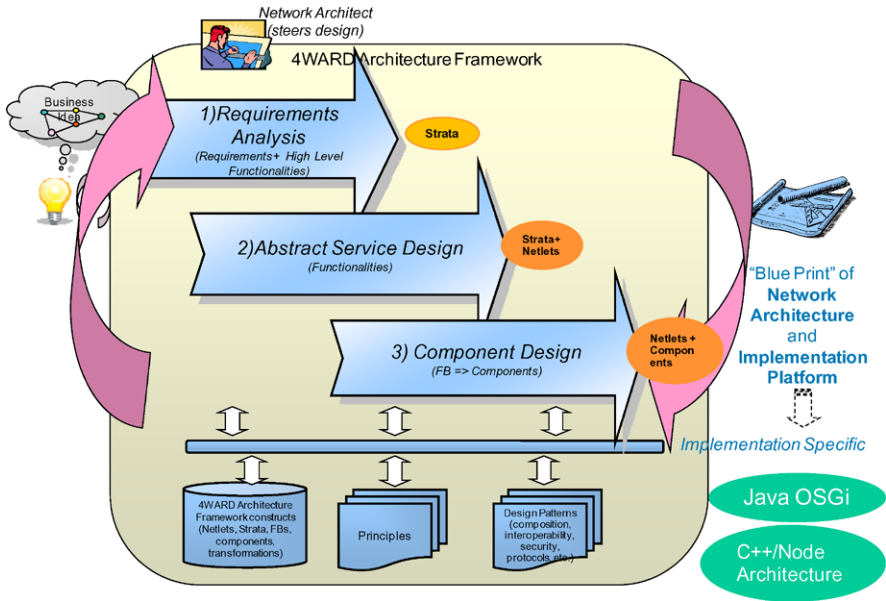 Network Architect
(steers design)
4WARD Architecture Framework
Business
Idea
1)Requirements
Analysis
(Requirements+ High Level
Functionalities)
Strata
2)Abstract Service Design
(Functionalities)
Strata+
Netlets
3) Component Design
(FB => Components)
Netlets +
Compon
ents
"Blue Print" of
Network
Architecture
and
Implementation
Platform
Implementation Specific
Java OSGi
C++/Node
Architecture
4WARD Architecture
Framework constructs
(Netlets, Strata, FBs,
components,
transformations)
Principles
Design Patterns
(composition,
interoperability,
security,
protocols, etc.)